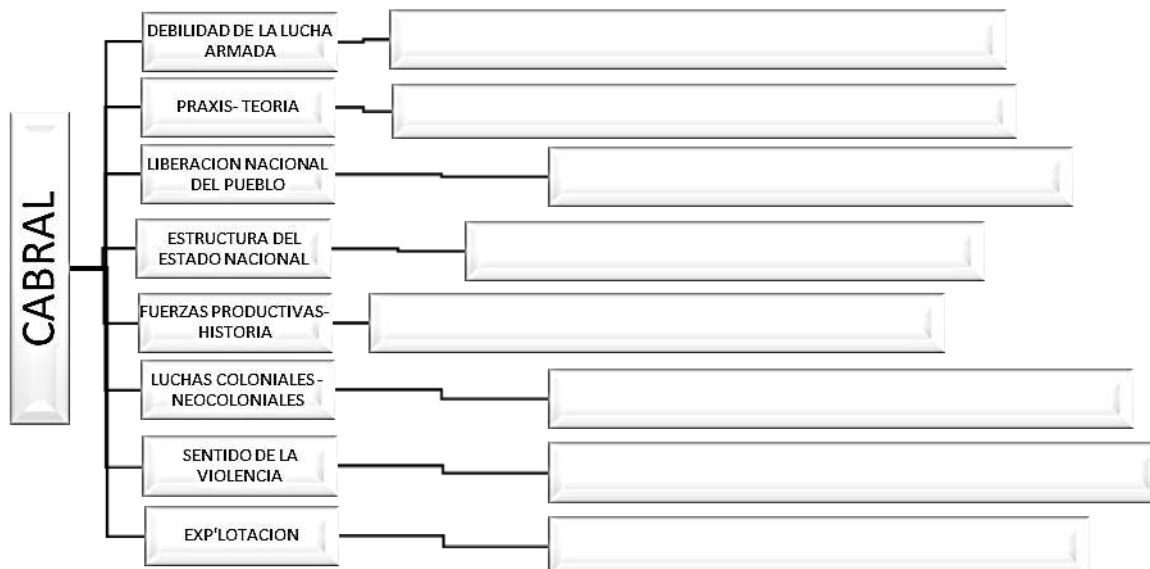 CABRAL
DEBILIDAD DE LA LUCHA
ARMADA
PRAXIS- TEORIA
LIBERACION NACIONAL
DEL PUEBLO
ESTRUCTURA DEL
ESTADO NACIONAL
FUERZAS PRODUCTIVAS-
HISTORIA
LUCHAS COLONIALES -
NEOCOLONIALES
SENTIDO DE LA
VIOLENCIA
EXP'LOTACION